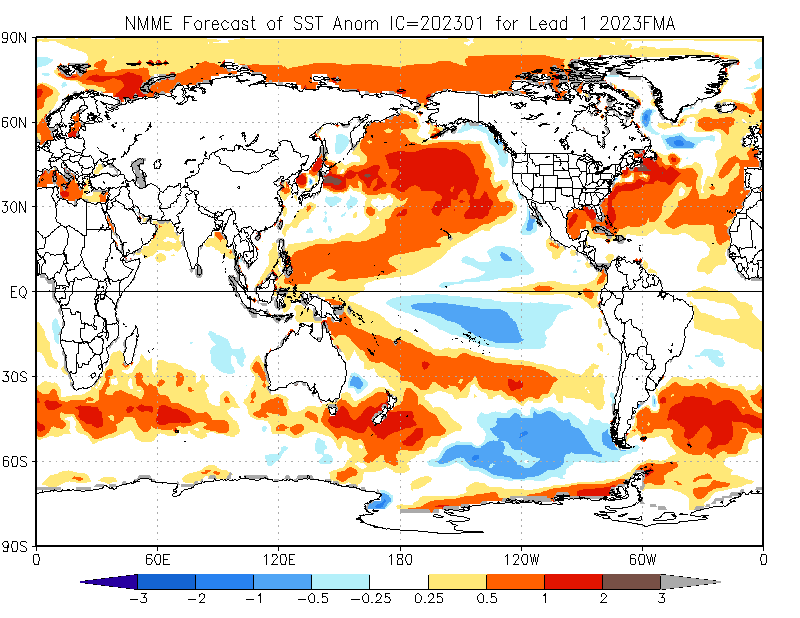 NMME Forecast of SST Anom IC=202301 for Lead 1 2023FMA
90N
60N
30N
EQ
30S
60S
90S
0 60E 120E 180 120W 60W 0
-3 -2 -1 -0.5 -0.25 0.25 0.5 1 2 3